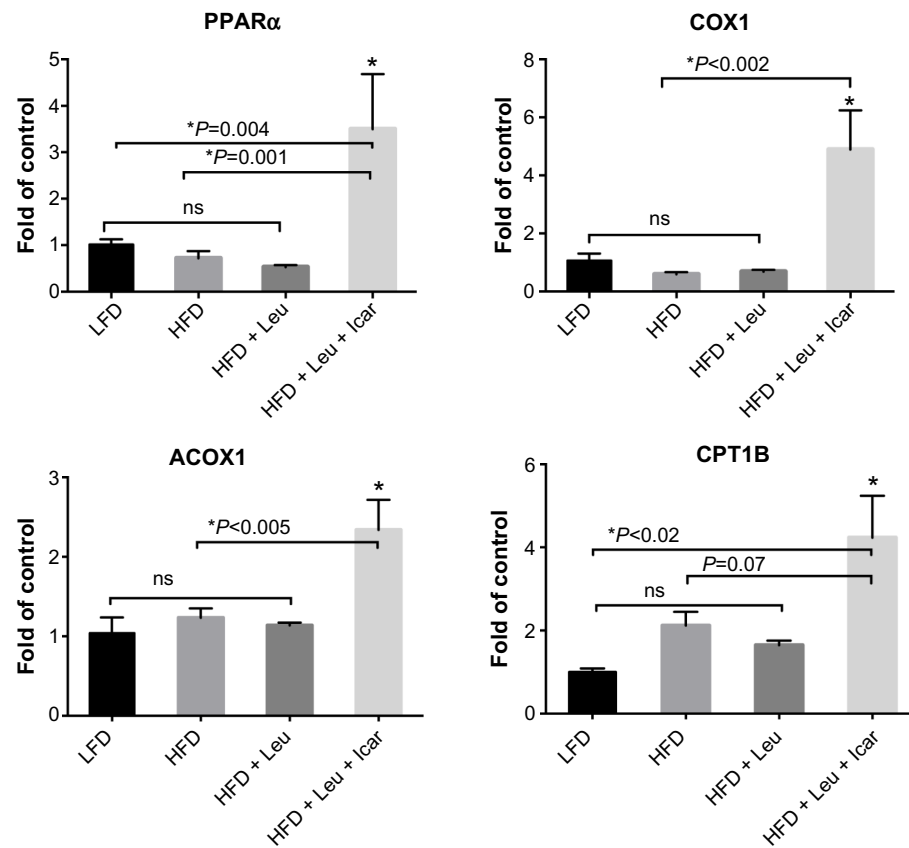 PPARα
Fold of control
5
4
3
2
1
0
*
*P=0.004
*P=0.001
ns
LFD
HFD
HFD + Leu
HFD + Leu + Icar
COX1
Fold of control
8
6
4
2
0
*P<0.002
*
ns
LFD
HFD
HFD + Leu
HFD + Leu + Icar
ACOX1
Fold of control
3
2
1
0
*
*P<0.005
ns
LFD
HFD
HFD + Leu
HFD + Leu + Icar
CPT1B
Fold of control
6
4
2
0
*
*P<0.02
P=0.07
ns
LFD
HFD
HFD + Leu
HFD + Leu + Icar